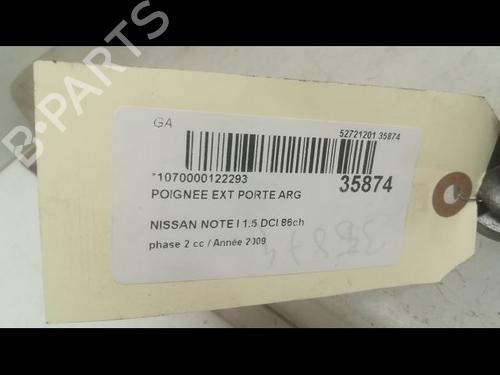 B-PARTS
GA
52721201 35874
*1070000122293
35874
POIGNEE EXT PORTE ARG
NISSAN NOTE I 1.5 DCI 86ch
phase 2 cc / Année 2009
35874